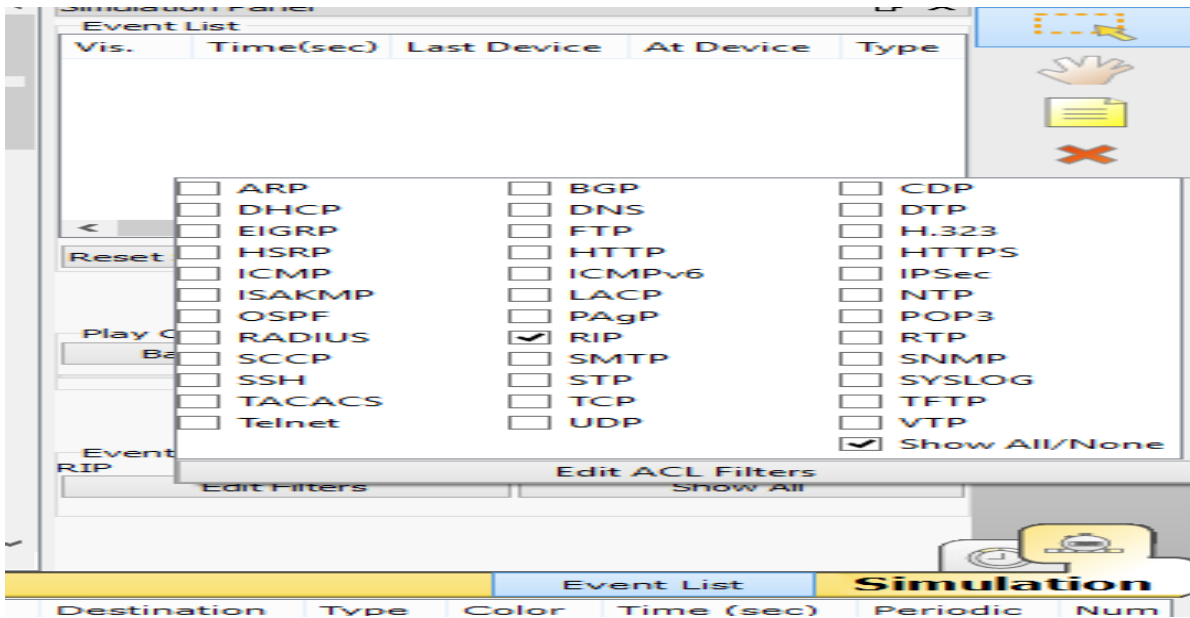 Simulation Panel
Event List
Vis. Time(sec) Last Device At Device Type
ARP BGP CDP
DHCP DNS DTP
EIGRP FTP H.323
Reset HSRP HTTP HTTPS
ICMP ICMPv6 IPSec
ISAKMP LACP NTP
OSPF PAgP POP3
Play C RADIUS RIP RTP
Ba SCCP SMTP SNMP
SSH STP SYSLOG
TACACS TCP TFTP
Telnet UDP VTP
Event Show All/None
RIP Edit ACL Filters
Edit Filters Show All
Event List Simulation
Destination Type Color Time (sec) Periodic Num